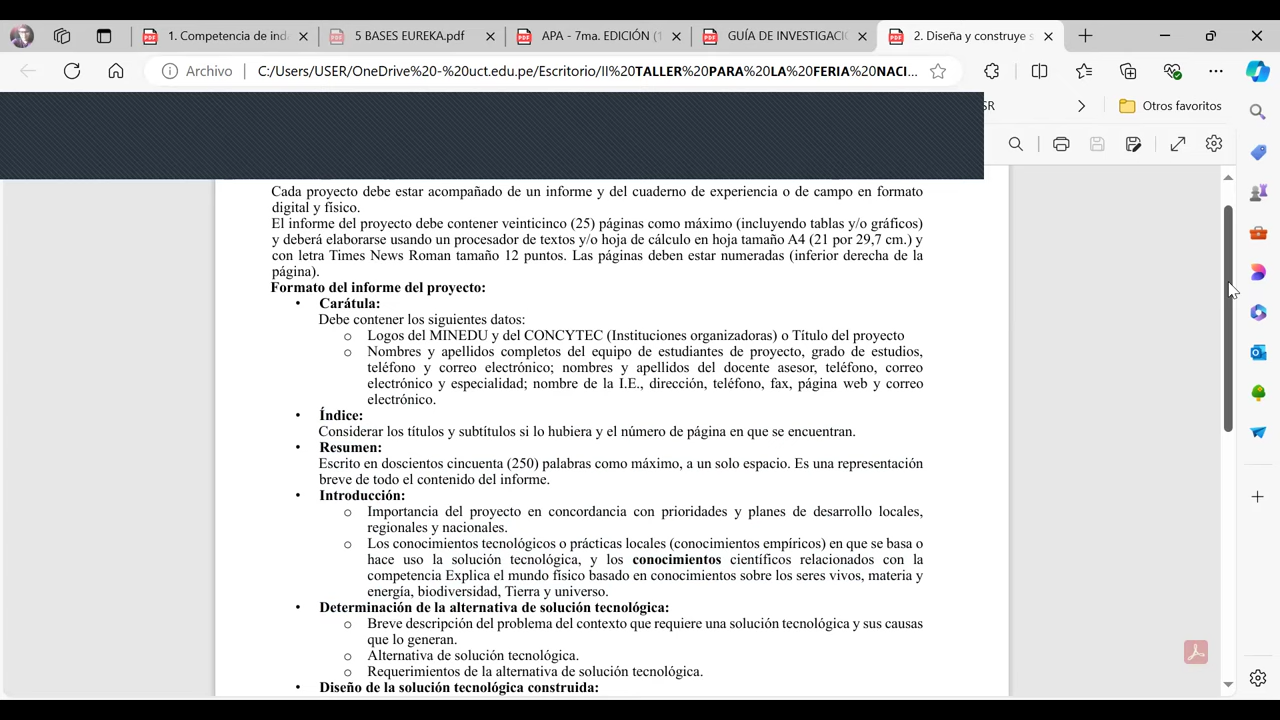 1. Competencia de ind
5 BASES EUREKA.pdf
APA - 7ma. EDICIÓN (1
GUÍA DE INVESTIGACIÓ
2. Diseña y construye s
Archivo
C:/Users/USER/OneDrive%20-%20uct.edu.pe/Escritorio/II%20TALLER%20PARA%20LA%20FERIA%20NACI...
SR
Otros favoritos
Cada proyecto debe estar acompañado de un informe y del cuaderno de experiencia o de campo en formato
digital y físico.
El informe del proyecto debe contener veinticinco (25) páginas como máximo (incluyendo tablas y/o gráficos)
y deberá elaborarse usando un procesador de textos y/o hoja de cálculo en hoja tamaño A4 (21 por 29,7 cm.) y
con letra Times News Roman tamaño 12 puntos. Las páginas deben estar numeradas (inferior derecha de la
página).
Formato del informe del proyecto:
• Carátula:
Debe contener los siguientes datos:
o Logos del MINEDU y del CONCYTEC (Instituciones organizadoras) o Título del proyecto
o Nombres y apellidos completos del equipo de estudiantes de proyecto, grado de estudios,
teléfono y correo electrónico; nombres y apellidos del docente asesor, teléfono, correo
electrónico y especialidad; nombre de la I.E., dirección, teléfono, fax, página web y correo
electrónico.
• Índice:
Considerar los títulos y subtítulos si lo hubiera y el número de página en que se encuentran.
• Resumen:
Escrito en doscientos cincuenta (250) palabras como máximo, a un solo espacio. Es una representación
breve de todo el contenido del informe.
• Introducción:
o Importancia del proyecto en concordancia con prioridades y planes de desarrollo locales,
regionales y nacionales.
o Los conocimientos tecnológicos o prácticas locales (conocimientos empíricos) en que se basa o
hace uso la solución tecnológica, y los conocimientos científicos relacionados con la
competencia Explica el mundo físico basado en conocimientos sobre los seres vivos, materia y
energía, biodiversidad, Tierra y universo.
• Determinación de la alternativa de solución tecnológica:
o Breve descripción del problema del contexto que requiere una solución tecnológica y sus causas
que lo generan.
o Alternativa de solución tecnológica.
o Requerimientos de la alternativa de solución tecnológica.
• Diseño de la solución tecnológica construida: